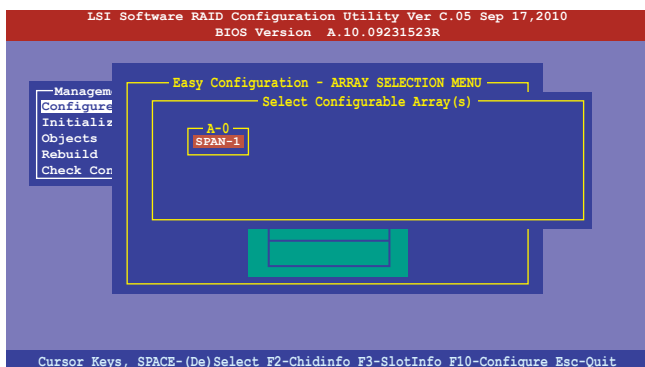 LSI Software RAID Configuration Utility Ver C.05 Sep 17,2010
BIOS Version A.10.09231523R
Easy Configuration - ARRAY SELECTION MENU
Select Configurable Array(s)
A-0
SPAN-1
Managem
Configure
Initializ
Objects
Rebuild
Check Con
Cursor Keys, SPACE-(De)Select F2-Chidinfo F3-SlotInfo F10-Configure Esc-Quit